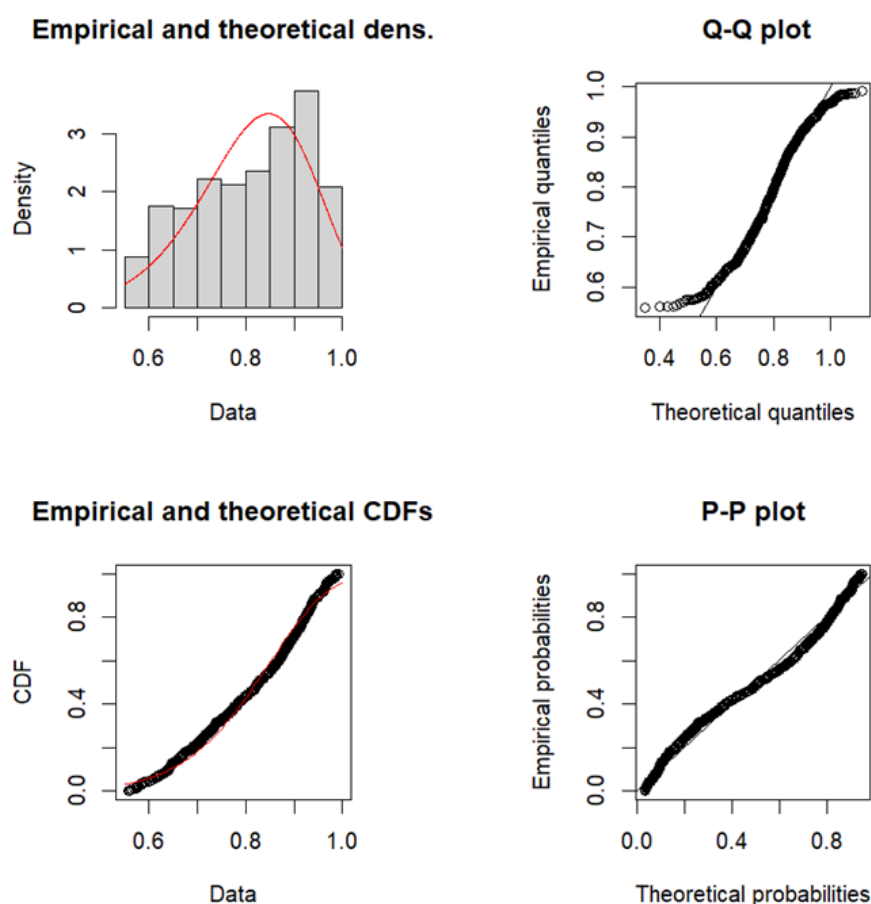 Empirical and theoretical dens.
Density
0 1 2 3
0.6 0.8 1.0
Data
Q-Q plot
Empirical quantiles
0.6 0.7 0.8 0.9 1.0
0.4 0.6 0.8 1.0
Theoretical quantiles
Empirical and theoretical CDFs
CDF
0.0 0.4 0.8
0.6 0.8 1.0
Data
P-P plot
Empirical probabilities
0.0 0.4 0.8
0.0 0.4 0.8
Theoretical probabilities